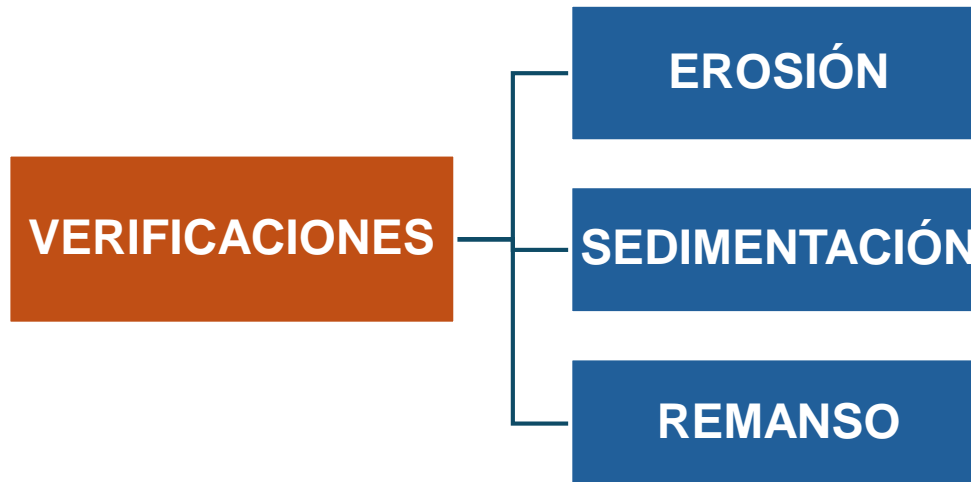 EROSIÓN
VERIFICACIONES
SEDIMENTACIÓN
REMANSO